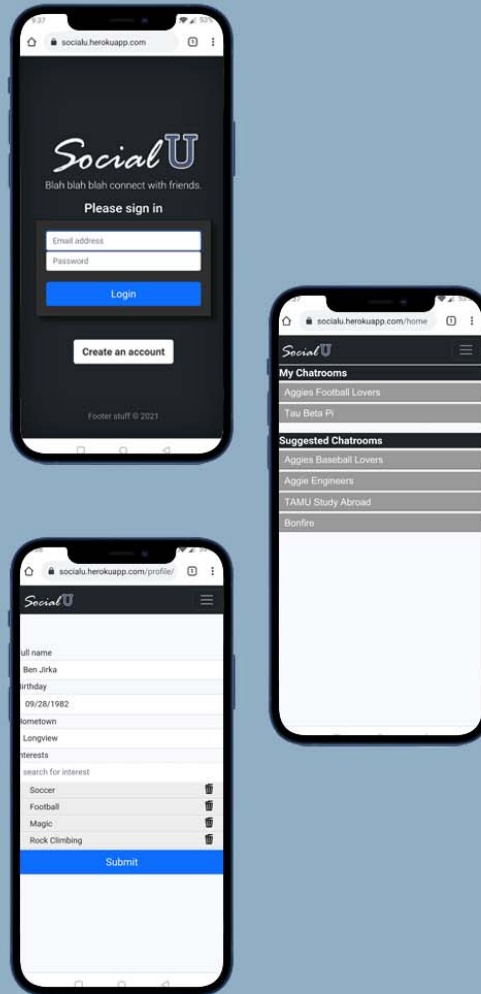 9:37
53%
socialu.herokuapp.com
Social U
Blah blah blah connect with friends.
Please sign in
Email address
Password
Login
Create an account
Footer stuff © 2021
socialu.herokuapp.com/home
Social U
My Chatrooms
Aggies Football Lovers
Tau Beta Pi
Suggested Chatrooms
Aggies Baseball Lovers
Aggie Engineers
TAMU Study Abroad
Bonfire
socialu.herokuapp.com/profile/
Social U
ull name
Ben Jirka
irthday
09/28/1982
ometown
Longview
nterests
search for interest
Soccer
Football
Magic
Rock Climbing
Submit